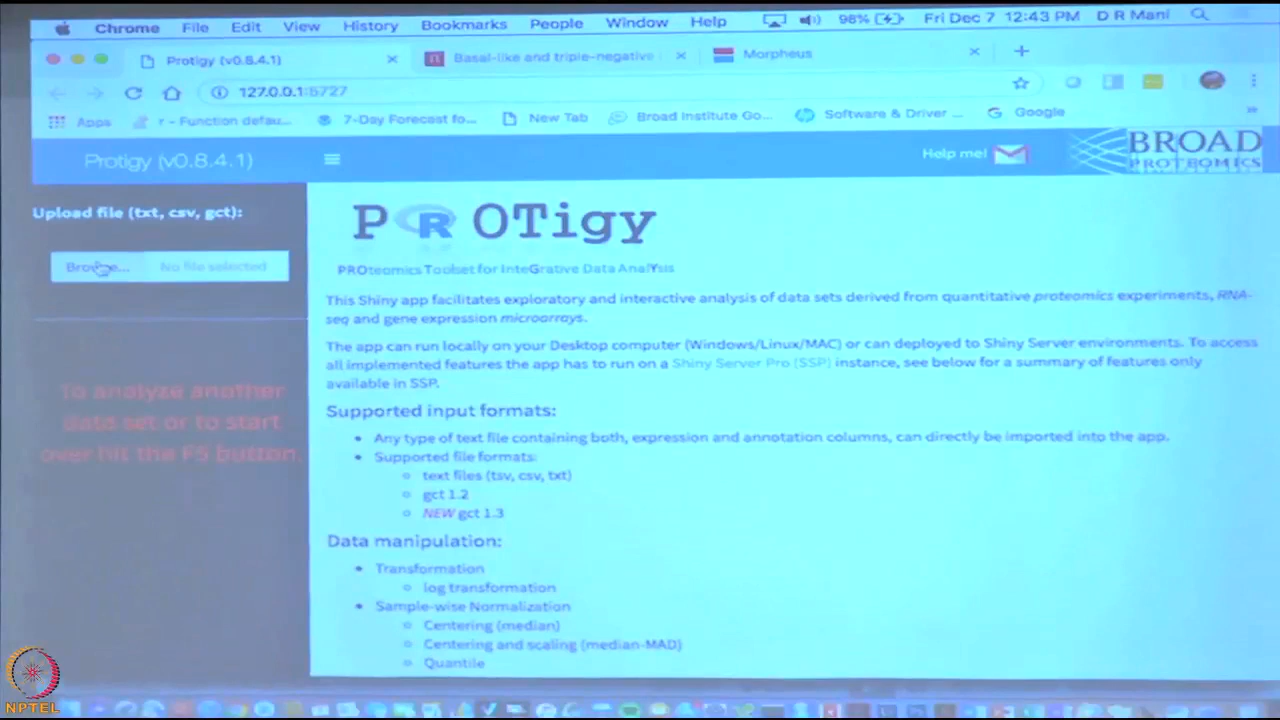 Chrome File Edit View History Bookmarks People Window Help 98% Fri Dec 7 12:43 PM D R Mani
Protigy (v0.8.4.1) Basal-like and triple-negative Morpheus
127.0.0.1:5727
Apps r - Function defau... 7-Day Forecast fo... New Tab Broad Institute Go... Software & Driver ... Google
Protigy (v0.8.4.1) Help me! BROAD
PROTEOMICS
Upload file (txt, csv, gct):
Browse... No file selected
To analyze another
data set or to start
over hit the F5 button.
PROTigy
PROteomics Toolset for InteGrative Data AnalYsis
This Shiny app facilitates exploratory and interactive analysis of data sets derived from quantitative proteomics experiments, RNA-
seq and gene expression microarrays.
The app can run locally on your Desktop computer (Windows/Linux/MAC) or can deployed to Shiny Server environments. To access
all implemented features the app has to run on a Shiny Server Pro (SSP) instance, see below for a summary of features only
available in SSP.
Supported input formats:
Any type of text file containing both, expression and annotation columns, can directly be imported into the app.
Supported file formats:
text files (tsv, csv, txt)
gct 1.2
NEW gct 1.3
Data manipulation:
Transformation
log transformation
Sample-wise Normalization
Centering (median)
Centering and scaling (median-MAD)
Quantile
NPTEL